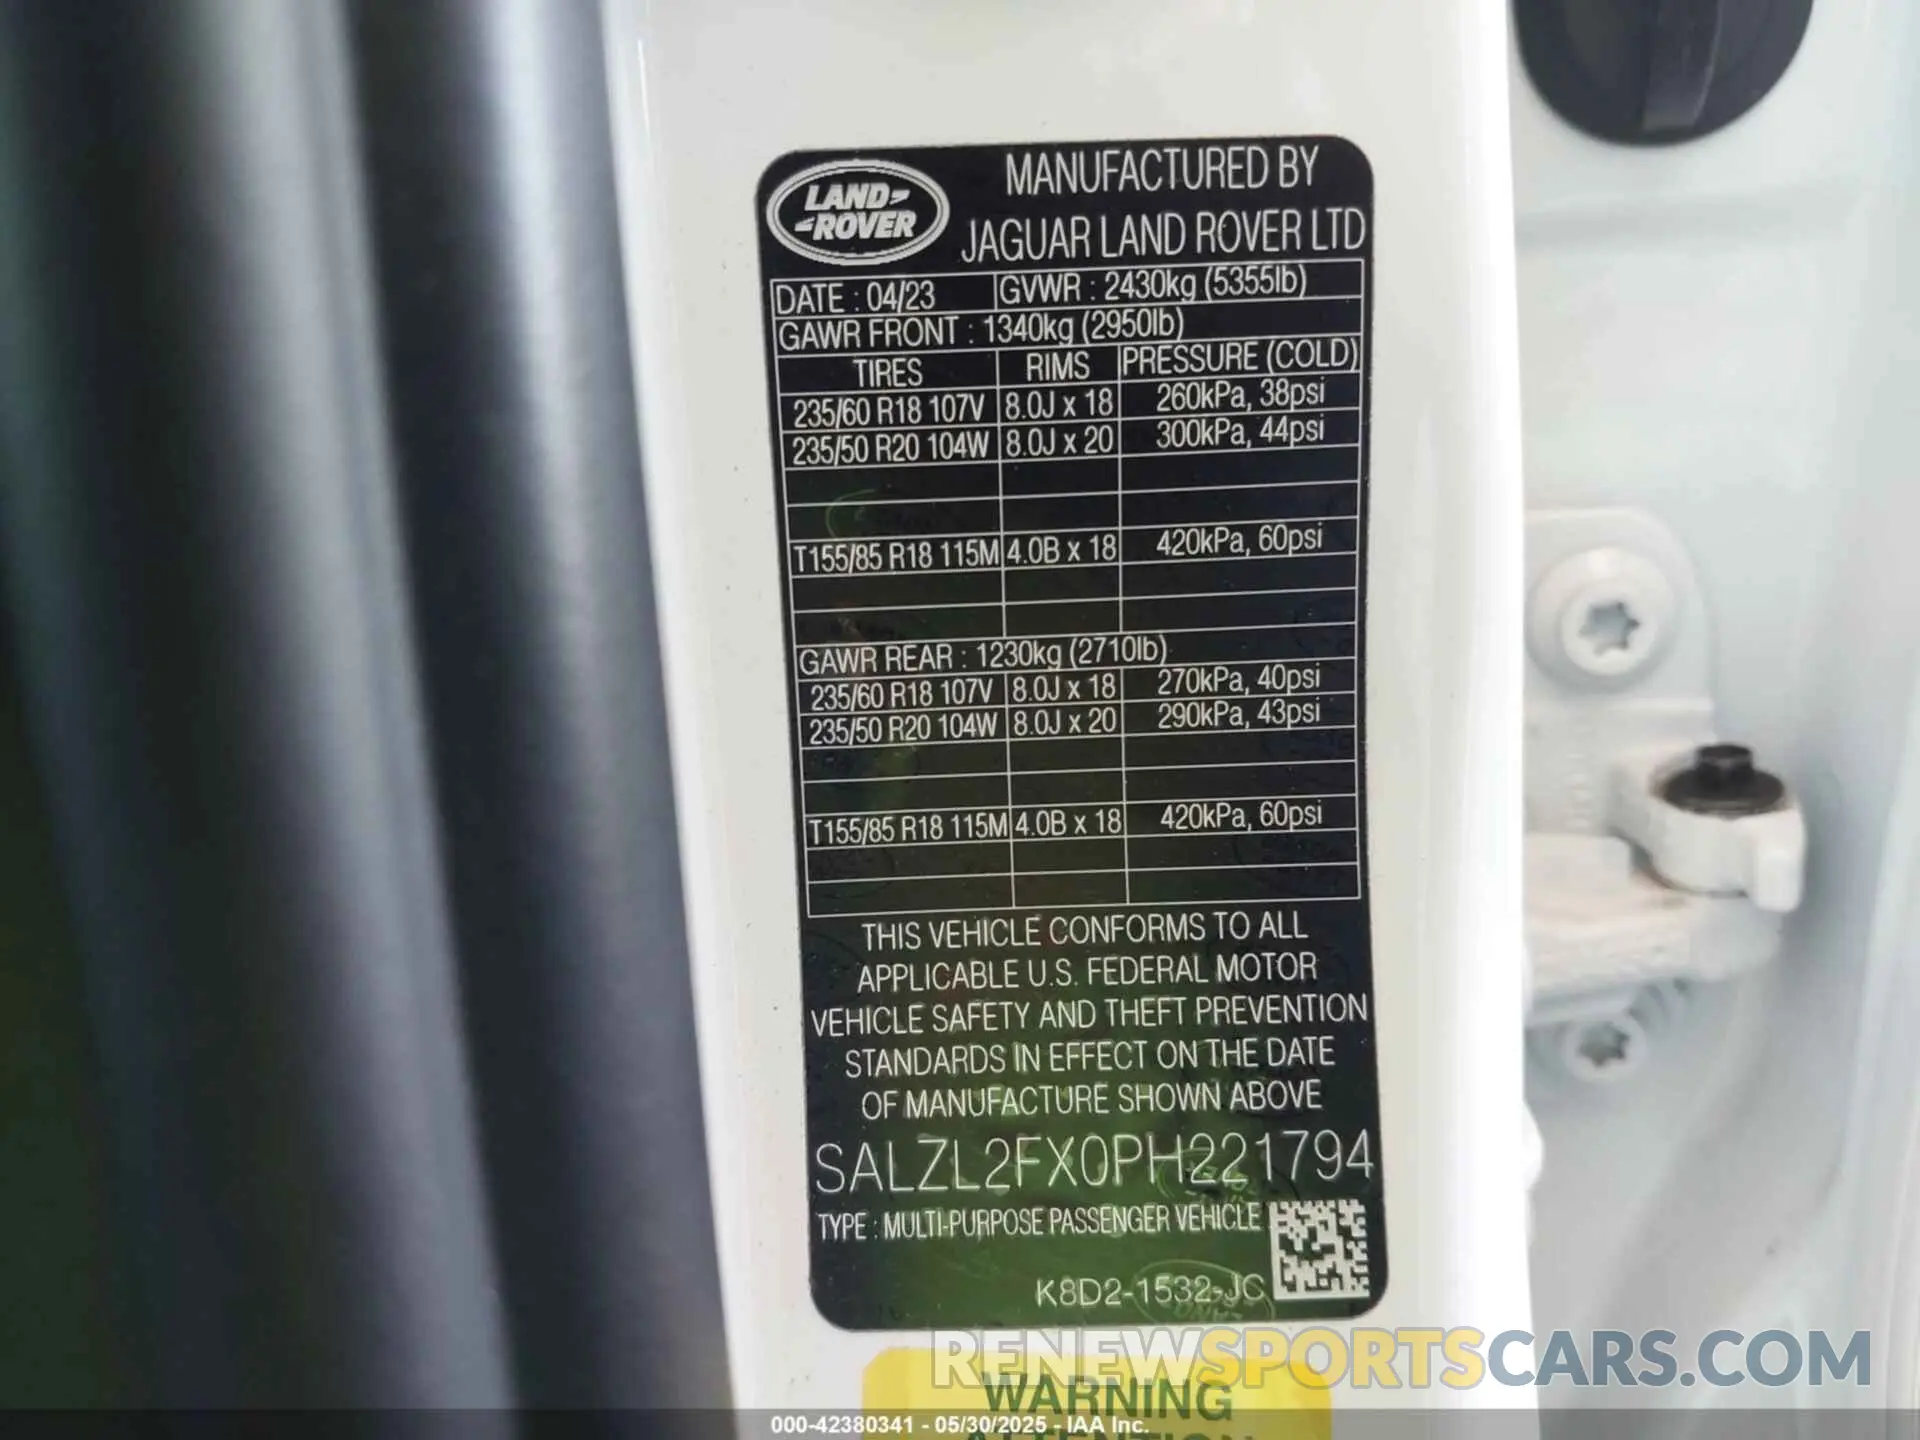 LAND
ROVER
MANUFACTURED BY
JAGUAR LAND ROVER LTD
DATE : 04/23 GVWR : 2430kg (5355lb)
GAWR FRONT : 1340kg (2950lb)
TIRES RIMS PRESSURE (COLD)
235/60 R18 107V 8.0J x 18 260kPa, 38psi
235/50 R20 104W 8.0J x 20 300kPa, 44psi
T155/85 R18 115M 4.0B x 18 420kPa, 60psi
GAWR REAR : 1230kg (2710lb)
235/60 R18 107V 8.0J x 18 270kPa, 40psi
235/50 R20 104W 8.0J x 20 290kPa, 43psi
T155/85 R18 115M 4.0B x 18 420kPa, 60psi
THIS VEHICLE CONFORMS TO ALL
APPLICABLE U.S. FEDERAL MOTOR
VEHICLE SAFETY AND THEFT PREVENTION
STANDARDS IN EFFECT ON THE DATE
OF MANUFACTURE SHOWN ABOVE
SALZL2FX0PH221794
TYPE : MULTI-PURPOSE PASSENGER VEHICLE
K8D2-1532-JC
RENEWSPORTSCARS.COM
WARNING
000-42380341 - 05/30/2025 - IAA Inc.